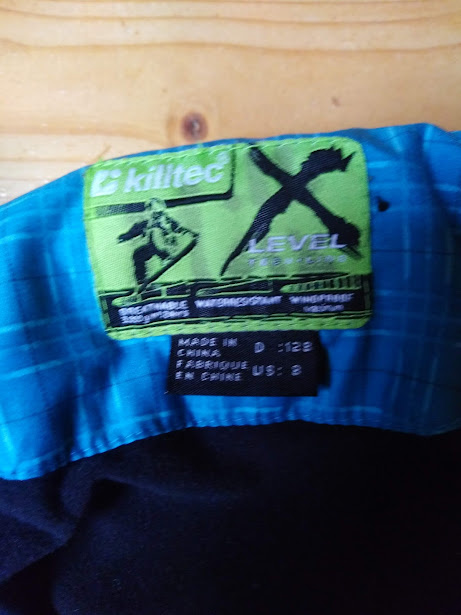 killtec®
X
LEVEL
BREATHABLE WATERRESISTANT WINDPROOF
MADE IN
CHINA D :128
FABRIQUE
EN CHINE US: 8